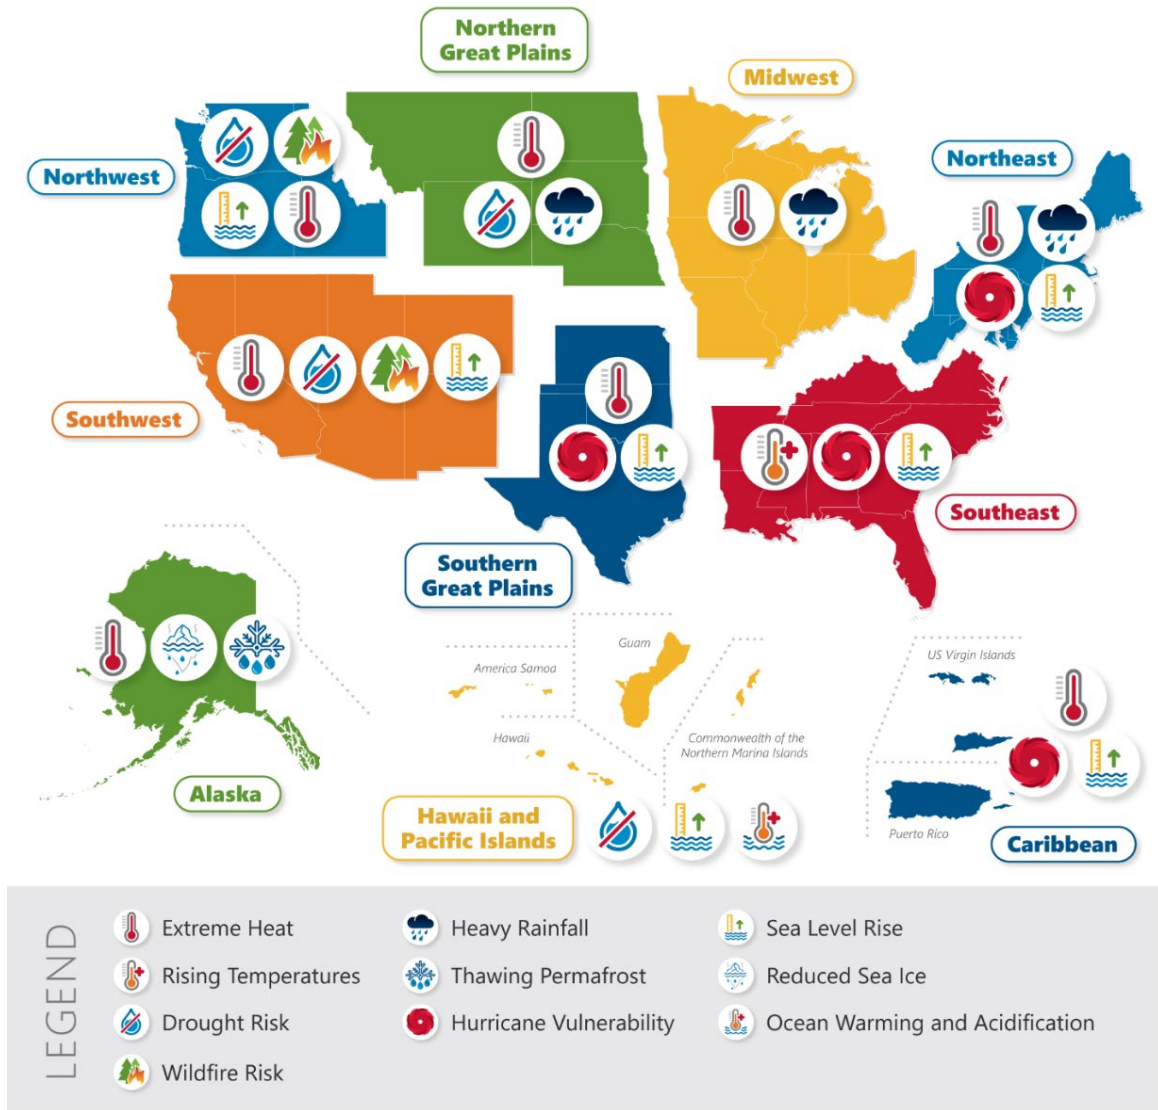 Northern
Great Plains
Midwest
Northwest
Northeast
Southwest
Southeast
Southern
Great Plains
Guam
America Samoa
US Virgin Islands
Hawaii
Commonwealth of the
Northern Marina Islands
Alaska
Hawaii and
Pacific Islands
Puerto Rico
Caribbean
LEGEND
Extreme Heat
Heavy Rainfall
Sea Level Rise
Rising Temperatures
Thawing Permafrost
Reduced Sea Ice
Drought Risk
Hurricane Vulnerability
Ocean Warming and Acidification
Wildfire Risk